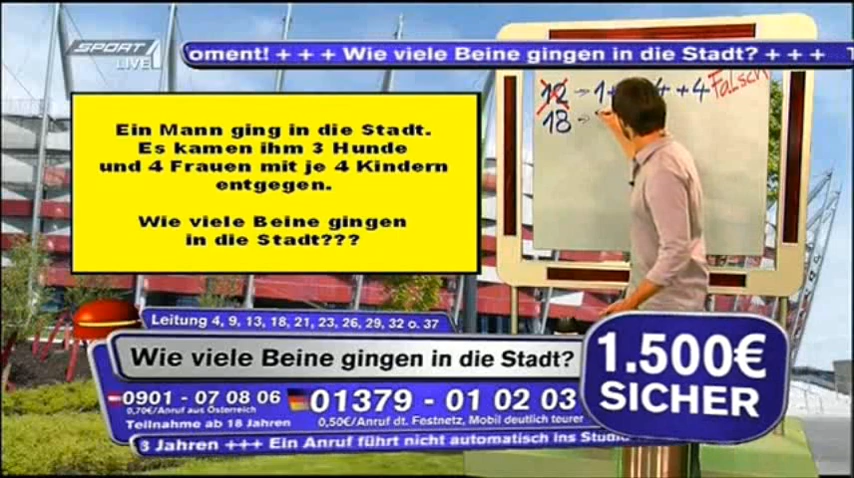 SPORT1
LIVE
oment! +++ Wie viele Beine gingen in die Stadt? +++
12 → 1+ 4+4 Falsch
18 →
Ein Mann ging in die Stadt.
Es kamen ihm 3 Hunde
und 4 Frauen mit je 4 Kindern
entgegen.
Wie viele Beine gingen
in die Stadt???
Leitung 4, 9, 13, 18, 21, 23, 26, 29, 32 o. 37
Wie viele Beine gingen in die Stadt?
1.500€
SICHER
0901 - 07 08 06
0,70€/Anruf aus Österreich
Teilnahme ab 18 Jahren
01379 - 01 02 03
0,50€/Anruf dt. Festnetz, Mobil deutlich teurer
8 Jahren +++ Ein Anruf führt nicht automatisch ins Studio